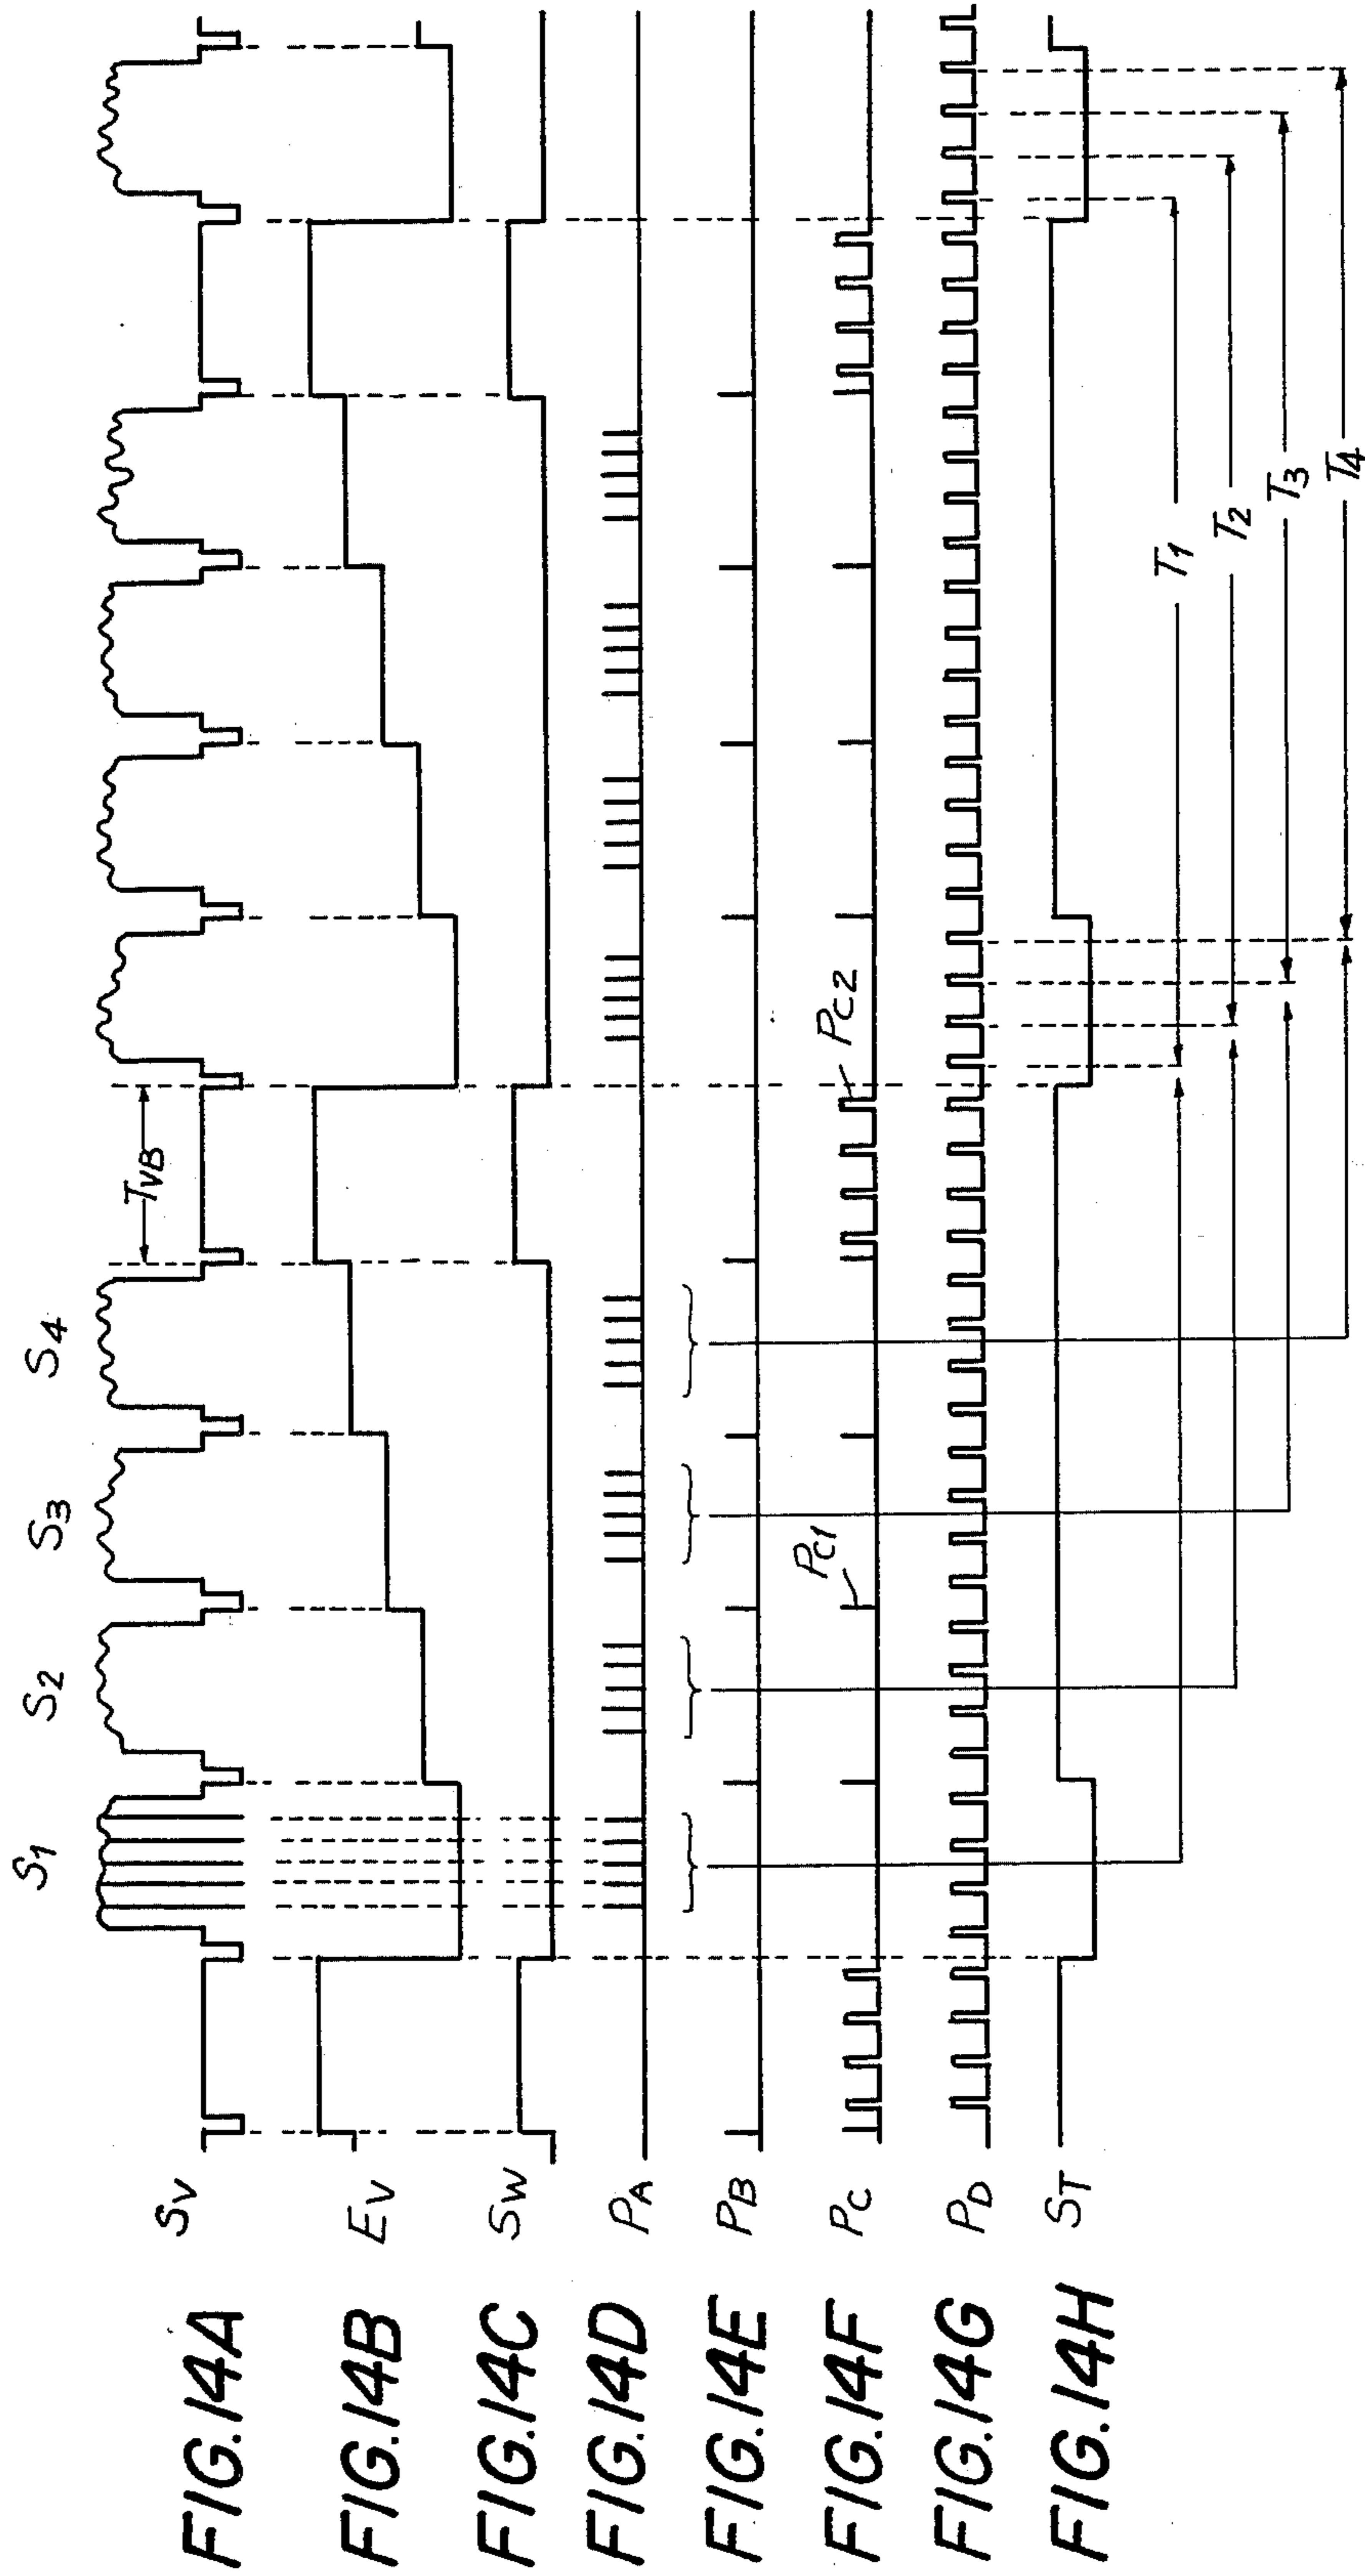 S1 S2 S3 S4
TVB
FIG.14A SV
FIG.14B EV
FIG.14C SW
FIG.14D PA
FIG.14E PB
FIG.14F PC
PC1 PC2
FIG.14G PD
FIG.14H ST
T1
T2
T3
T4